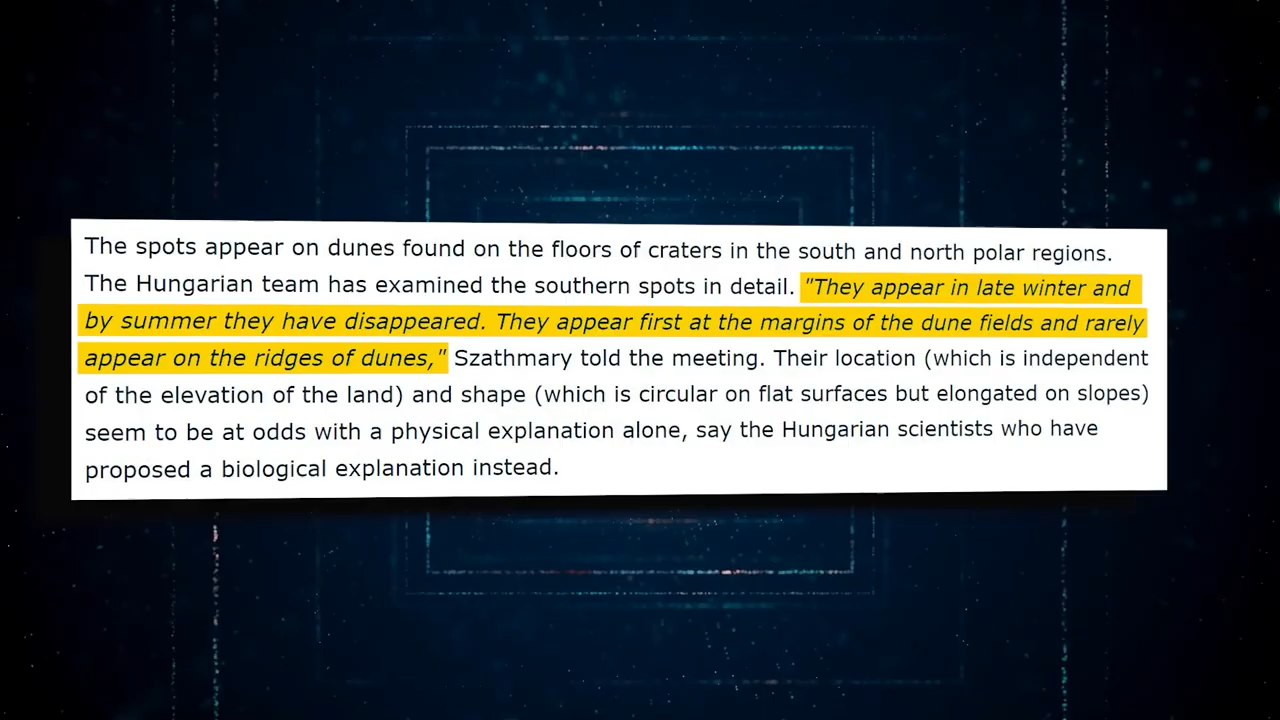 The spots appear on dunes found on the floors of craters in the south and north polar regions.
The Hungarian team has examined the southern spots in detail. "They appear in late winter and
by summer they have disappeared. They appear first at the margins of the dune fields and rarely
appear on the ridges of dunes," Szathmary told the meeting. Their location (which is independent
of the elevation of the land) and shape (which is circular on flat surfaces but elongated on slopes)
seem to be at odds with a physical explanation alone, say the Hungarian scientists who have
proposed a biological explanation instead.